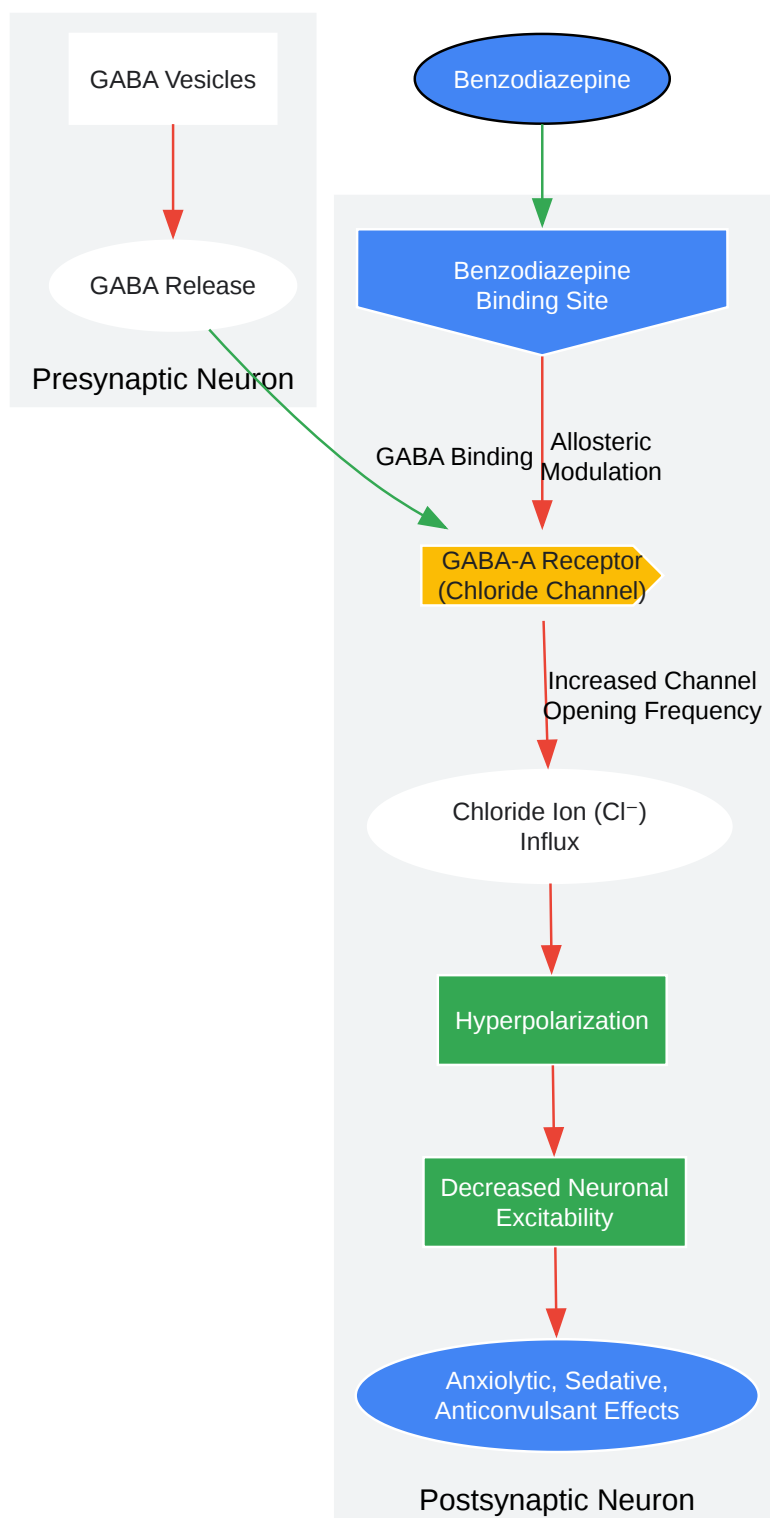 GABA Vesicles
Benzodiazepine
GABA Release
Benzodiazepine
Binding Site
Presynaptic Neuron
GABA Binding
Allosteric
Modulation
GABA-A Receptor
(Chloride Channel)
Increased Channel
Opening Frequency
Chloride Ion (Cl⁻)
Influx
Hyperpolarization
Decreased Neuronal
Excitability
Anxiolytic, Sedative,
Anticonvulsant Effects
Postsynaptic Neuron